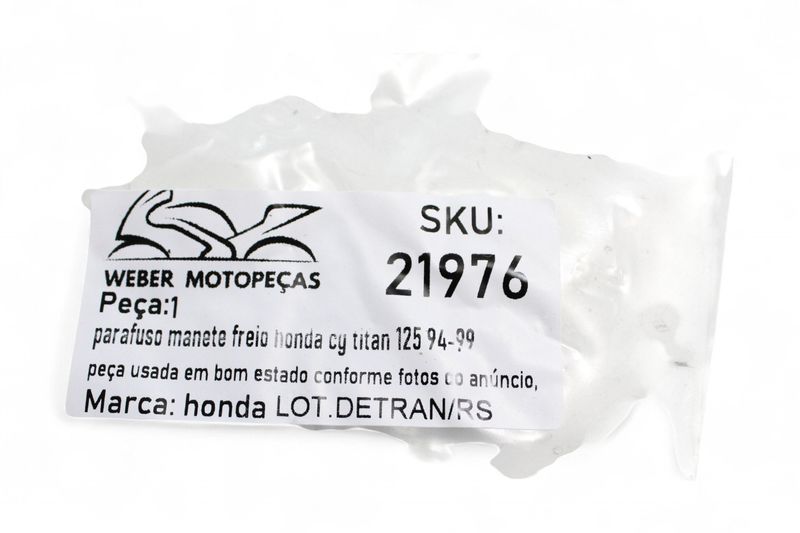 WEBER MOTOPEÇAS
SKU:
21976
Peça:1
parafuso manete freio honda cy titan 125 94-99
peça usada em bom estado conforme fotos do anúncio,
Marca: honda LOT.DETRAN/RS